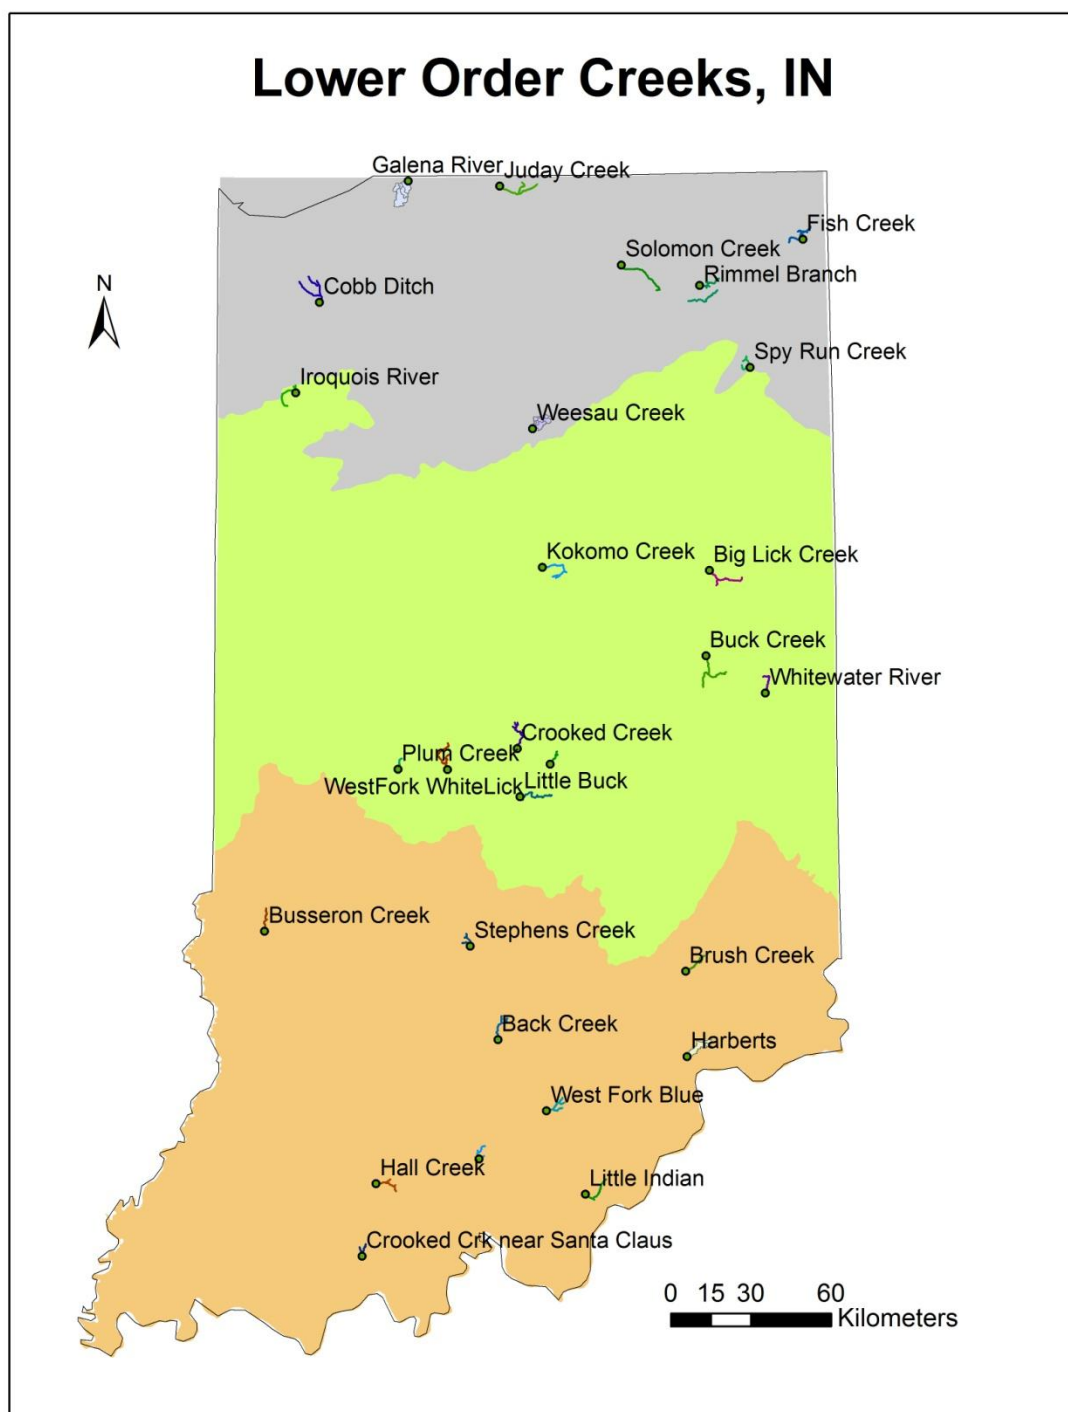 Lower Order Creeks, IN
Galena River
Juday Creek
Fish Creek
Solomon Creek
Rimmel Branch
N
Cobb Ditch
Spy Run Creek
Iroquois River
Weesau Creek
Kokomo Creek
Big Lick Creek
Buck Creek
Whitewater River
Crooked Creek
Plum Creek
WestFork WhiteLick
Little Buck
Busseron Creek
Stephens Creek
Brush Creek
Back Creek
Harberts
West Fork Blue
Hall Creek
Little Indian
Crooked Crk near Santa Claus
0 15 30 60
Kilometers